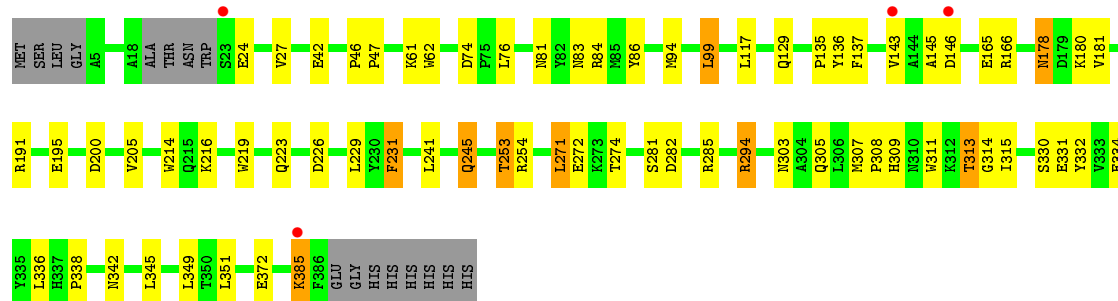 MET SER LEU GLY A5 A18 ALA THR ASN TRP S23 E24 V27 E42 P46 P47 K61 W62 D74 P75 L76 N81 Y82 N83 R84 M85 Y86 M94 L99 L117 Q129 P135 Y136 F137 V143 A144 A145 D146 E165 R166 N178 D179 K180 V181
R191 E195 D200 V205 W214 Q215 K216 W219 Q223 D226 L229 Y230 F231 L241 Q245 T253 R254 L271 E272 K273 T274 S281 D282 R285 R294 N303 A304 Q305 L306 M307 P308 H309 N310 W311 K312 T313 G314 I315 S330 E331 Y332 V333
Y335 L336 H337 P338 N342 L345 L349 T350 L351 E372 K385 F386 GLU GLY HIS HIS HIS HIS HIS HIS